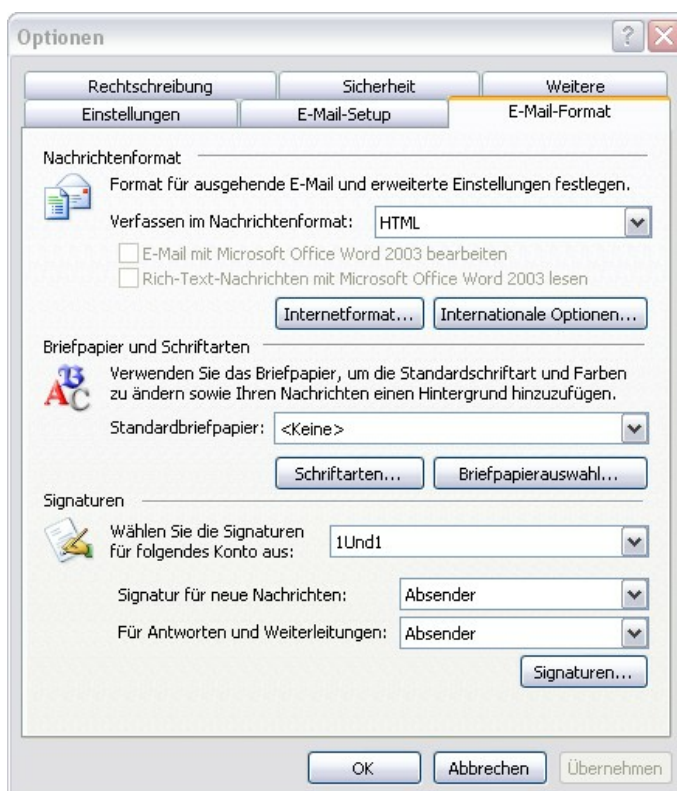 Optionen
Rechtschreibung Sicherheit Weitere
Einstellungen E-Mail-Setup E-Mail-Format
Nachrichtenformat
Format für ausgehende E-Mail und erweiterte Einstellungen festlegen.
Verfassen im Nachrichtenformat: HTML
E-Mail mit Microsoft Office Word 2003 bearbeiten
Rich-Text-Nachrichten mit Microsoft Office Word 2003 lesen
Internetformat... Internationale Optionen...
Briefpapier und Schriftarten
Verwenden Sie das Briefpapier, um die Standardschriftart und Farben
zu ändern sowie Ihren Nachrichten einen Hintergrund hinzuzufügen.
Standardbriefpapier: <Keine>
Schriftarten... Briefpapierauswahl...
Signaturen
Wählen Sie die Signaturen
für folgendes Konto aus: 1Und1
Signatur für neue Nachrichten: Absender
Für Antworten und Weiterleitungen: Absender
Signaturen...
OK Abbrechen Übernehmen